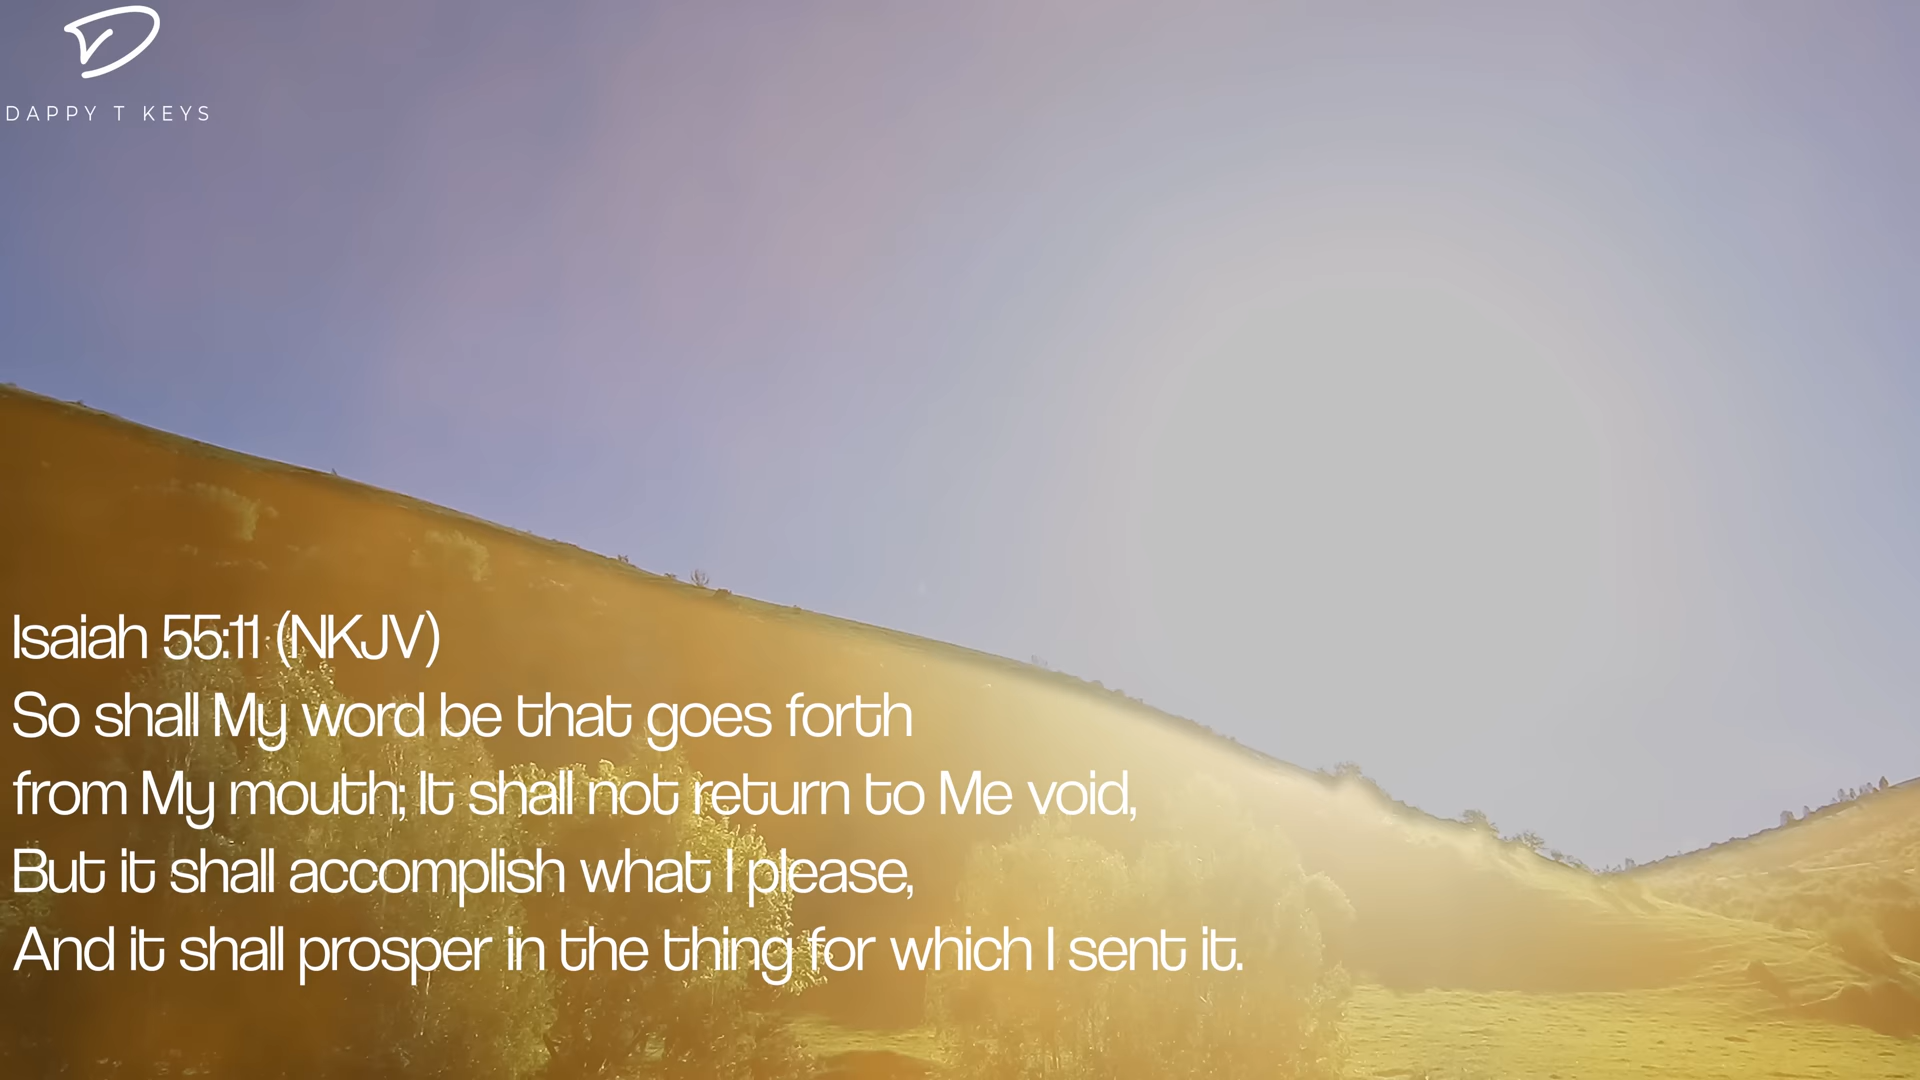 DAPPY T KEYS
Isaiah 55:11 (NKJV)
So shall My word be that goes forth
from My mouth; It shall not return to Me void,
But it shall accomplish what I please,
And it shall prosper in the thing for which I sent it.